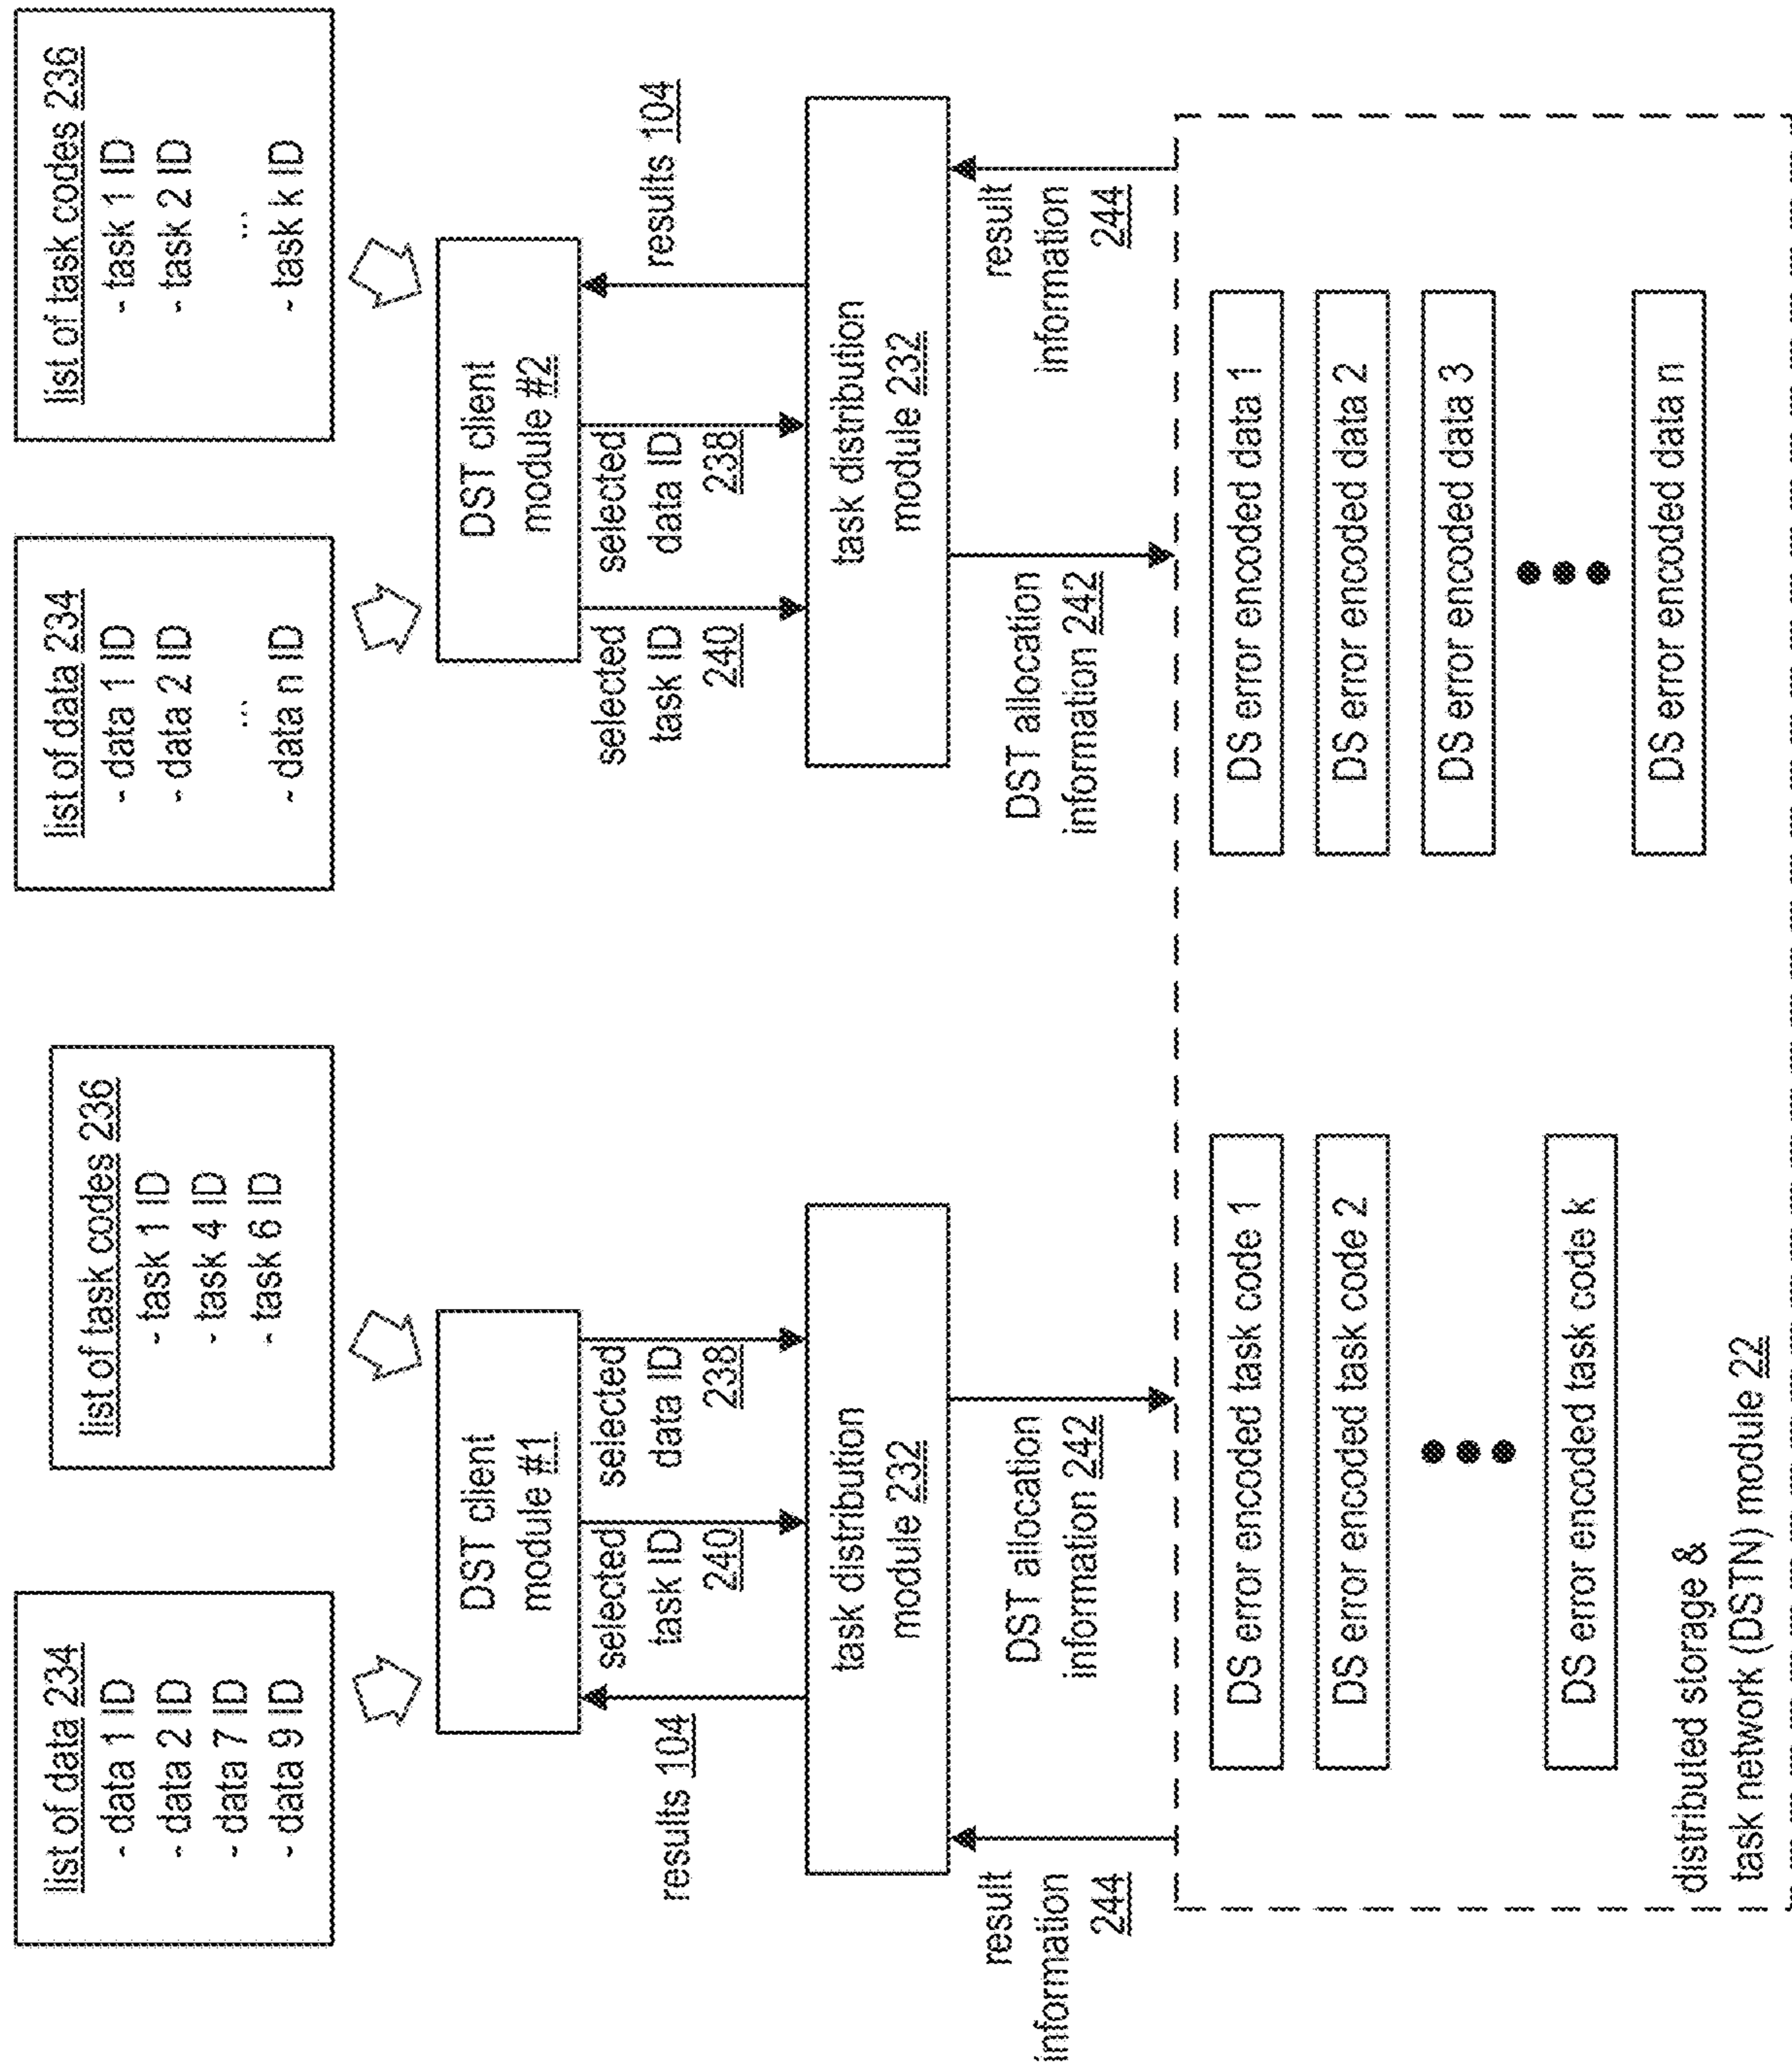 list of data 234
- data 1 ID
- data 2 ID
- data 7 ID
- data 9 ID
list of task codes 236
- task 1 ID
- task 4 ID
- task 6 ID
list of data 234
- data 1 ID
- data 2 ID
...
- data n ID
list of task codes 236
- task 1 ID
- task 2 ID
...
- task k ID
DST client
module #1
DST client
module #2
results 104
selected
task ID
240
selected
data ID
238
selected
task ID
240
selected
data ID
238
results 104
task distribution
module 232
task distribution
module 232
result
information
244
DST allocation
information 242
DST allocation
information 242
result
information
244
DS error encoded task code 1
DS error encoded task code 2
DS error encoded task code k
DS error encoded data 1
DS error encoded data 2
DS error encoded data 3
DS error encoded data n
distributed storage &
task network (DSTN) module 22